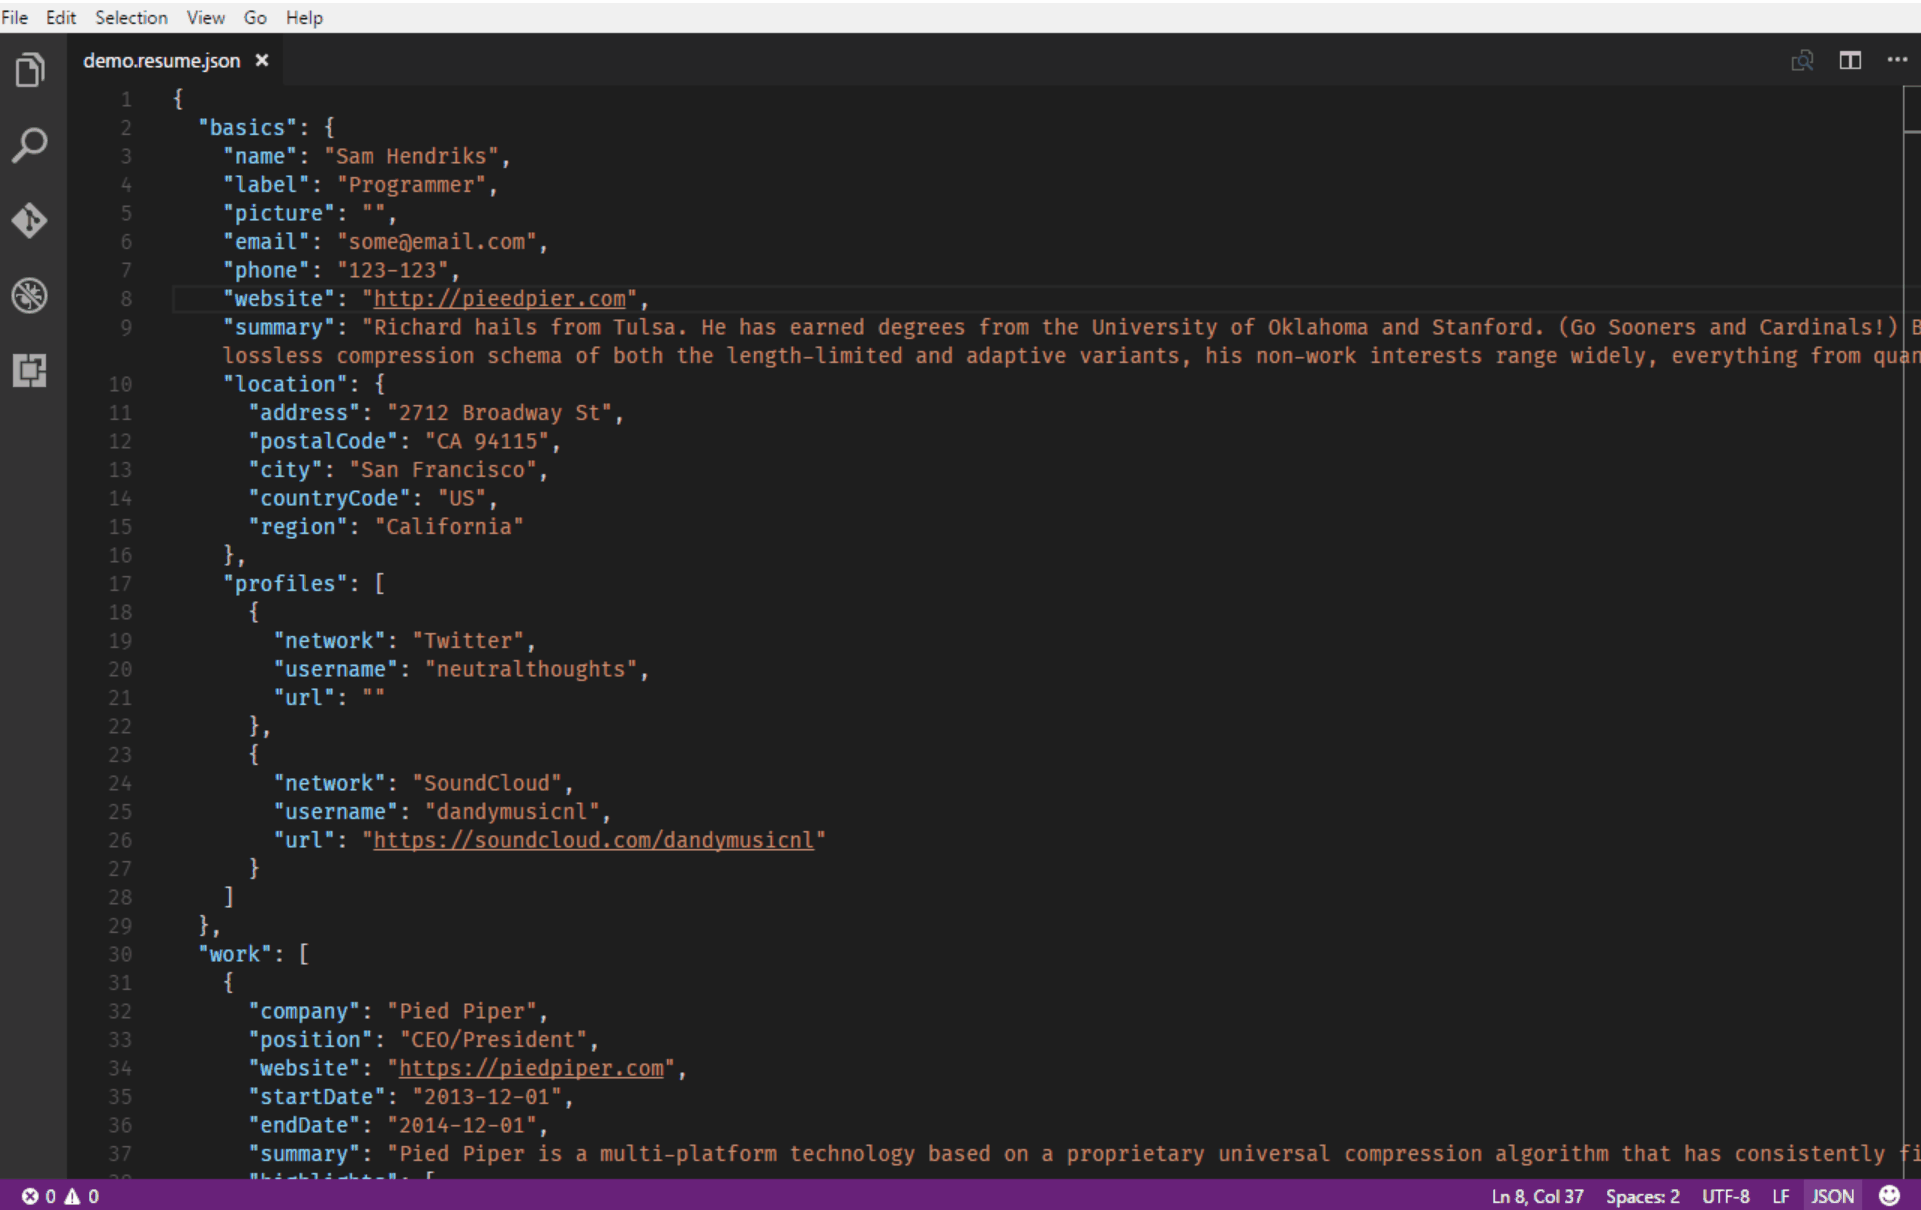 File Edit Selection View Go Help
demo.resume.json
1 {
2 "basics": {
3 "name": "Sam Hendriks",
4 "label": "Programmer",
5 "picture": "",
6 "email": "some@email.com",
7 "phone": "123-123",
8 "website": "http://pieedpier.com",
9 "summary": "Richard hails from Tulsa. He has earned degrees from the University of Oklahoma and Stanford. (Go Sooners and Cardinals!)
lossless compression schema of both the length-limited and adaptive variants, his non-work interests range widely, everything from
10 "location": {
11 "address": "2712 Broadway St",
12 "postalCode": "CA 94115",
13 "city": "San Francisco",
14 "countryCode": "US",
15 "region": "California"
16 },
17 "profiles": [
18 {
19 "network": "Twitter",
20 "username": "neutralthoughts",
21 "url": ""
22 },
23 {
24 "network": "SoundCloud",
25 "username": "dandymusicnl",
26 "url": "https://soundcloud.com/dandymusicnl"
27 }
28 ]
29 },
30 "work": [
31 {
32 "company": "Pied Piper",
33 "position": "CEO/President",
34 "website": "https://piedpiper.com",
35 "startDate": "2013-12-01",
36 "endDate": "2014-12-01",
37 "summary": "Pied Piper is a multi-platform technology based on a proprietary universal compression algorithm that has consistently
0 0 Ln 8, Col 37 Spaces: 2 UTF-8 LF JSON